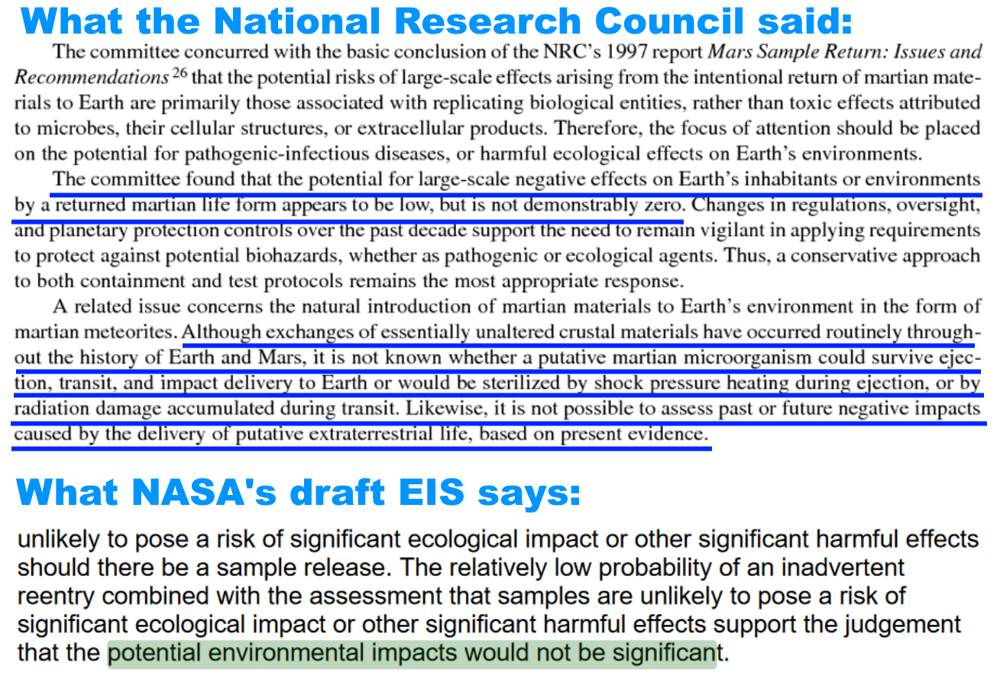 What the National Research Council said:
The committee concurred with the basic conclusion of the NRC's 1997 report Mars Sample Return: Issues and
Recommendations 26 that the potential risks of large-scale effects arising from the intentional return of martian mate-
rials to Earth are primarily those associated with replicating biological entities, rather than toxic effects attributed
to microbes, their cellular structures, or extracellular products. Therefore, the focus of attention should be placed
on the potential for pathogenic-infectious diseases, or harmful ecological effects on Earth's environments.
The committee found that the potential for large-scale negative effects on Earth's inhabitants or environments
by a returned martian life form appears to be low, but is not demonstrably zero. Changes in regulations, oversight,
and planetary protection controls over the past decade support the need to remain vigilant in applying requirements
to protect against potential biohazards, whether as pathogenic or ecological agents. Thus, a conservative approach
to both containment and test protocols remains the most appropriate response.
A related issue concerns the natural introduction of martian materials to Earth's environment in the form of
martian meteorites. Although exchanges of essentially unaltered crustal materials have occurred routinely through-
out the history of Earth and Mars, it is not known whether a putative martian microorganism could survive ejec-
tion, transit, and impact delivery to Earth or would be sterilized by shock pressure heating during ejection, or by
radiation damage accumulated during transit. Likewise, it is not possible to assess past or future negative impacts
caused by the delivery of putative extraterrestrial life, based on present evidence.
What NASA's draft EIS says:
unlikely to pose a risk of significant ecological impact or other significant harmful effects
should there be a sample release. The relatively low probability of an inadvertent
reentry combined with the assessment that samples are unlikely to pose a risk of
significant ecological impact or other significant harmful effects support the judgement
that the potential environmental impacts would not be significant.